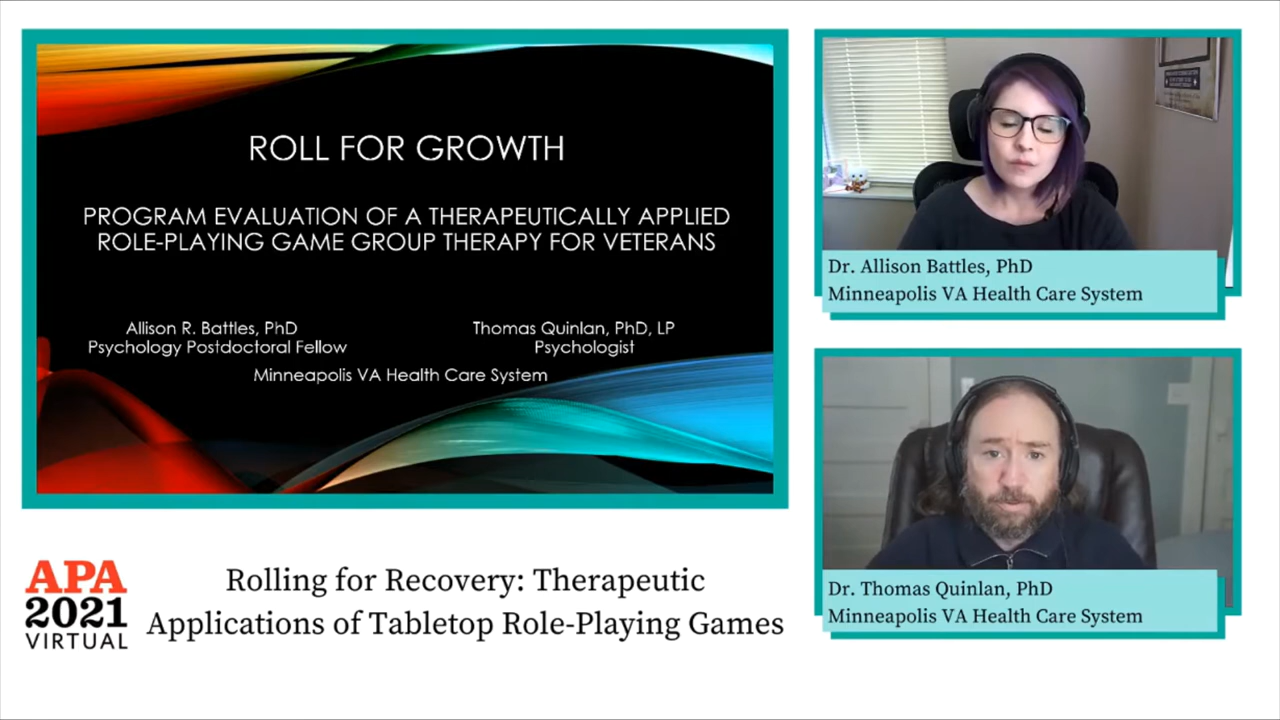 ROLL FOR GROWTH
PROGRAM EVALUATION OF A THERAPEUTICALLY APPLIED
ROLE-PLAYING GAME GROUP THERAPY FOR VETERANS
Allison R. Battles, PhD
Psychology Postdoctoral Fellow
Thomas Quinlan, PhD, LP
Psychologist
Minneapolis VA Health Care System
Dr. Allison Battles, PhD
Minneapolis VA Health Care System
Dr. Thomas Quinlan, PhD
Minneapolis VA Health Care System
APA
2021
VIRTUAL
Rolling for Recovery: Therapeutic
Applications of Tabletop Role-Playing Games